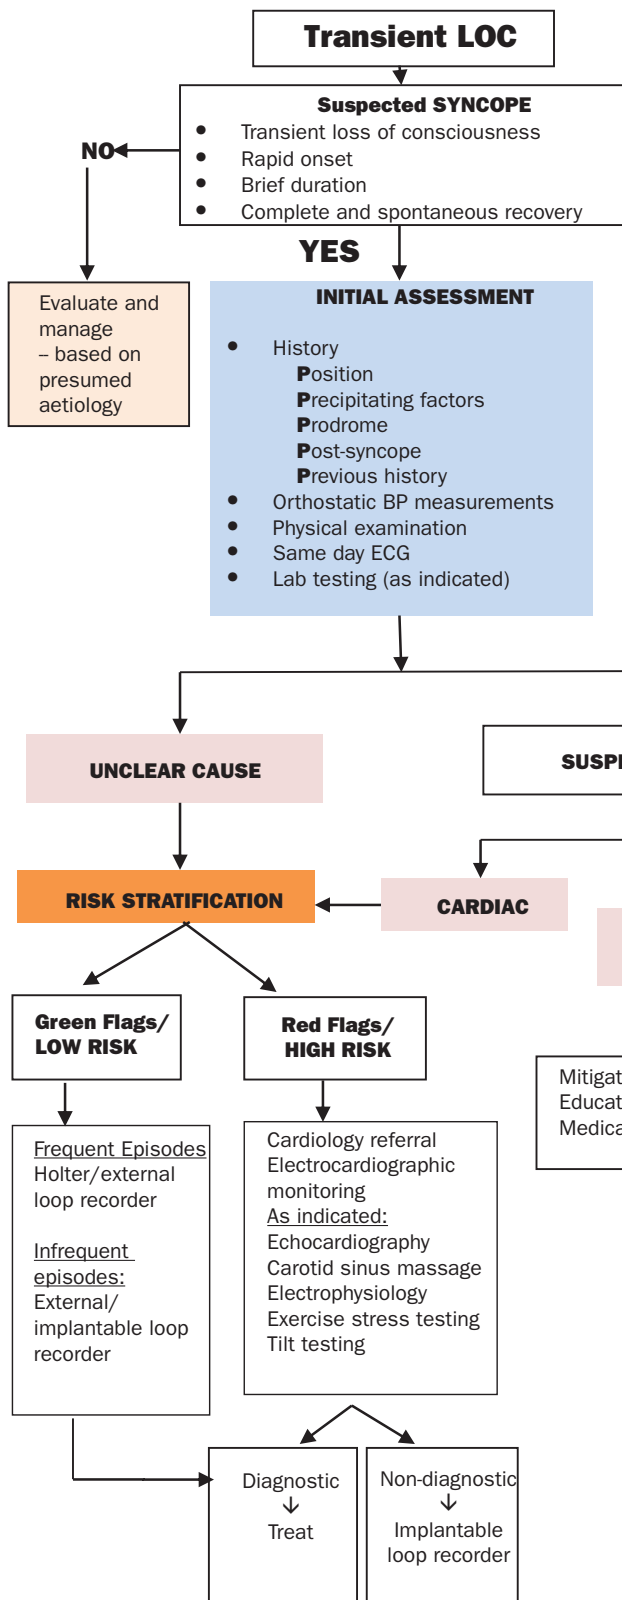 Transient LOC
Suspected SYNCOPE
• Transient loss of consciousness
• Rapid onset
• Brief duration
• Complete and spontaneous recovery
NO
YES
Evaluate and
manage
– based on
presumed
aetiology
INITIAL ASSESSMENT
• History
Position
Precipitating factors
Prodrome
Post-syncope
Previous history
• Orthostatic BP measurements
• Physical examination
• Same day ECG
• Lab testing (as indicated)
UNCLEAR CAUSE
SUSPE
RISK STRATIFICATION
CARDIAC
Green Flags/
LOW RISK
Red Flags/
HIGH RISK
Mitigat
Educat
Medica
Frequent Episodes
Holter/external
loop recorder
Infrequent
episodes:
External/
implantable loop
recorder
Cardiology referral
Electrocardiographic
monitoring
As indicated:
Echocardiography
Carotid sinus massage
Electrophysiology
Exercise stress testing
Tilt testing
Diagnostic
↓
Treat
Non-diagnostic
↓
Implantable
loop recorder